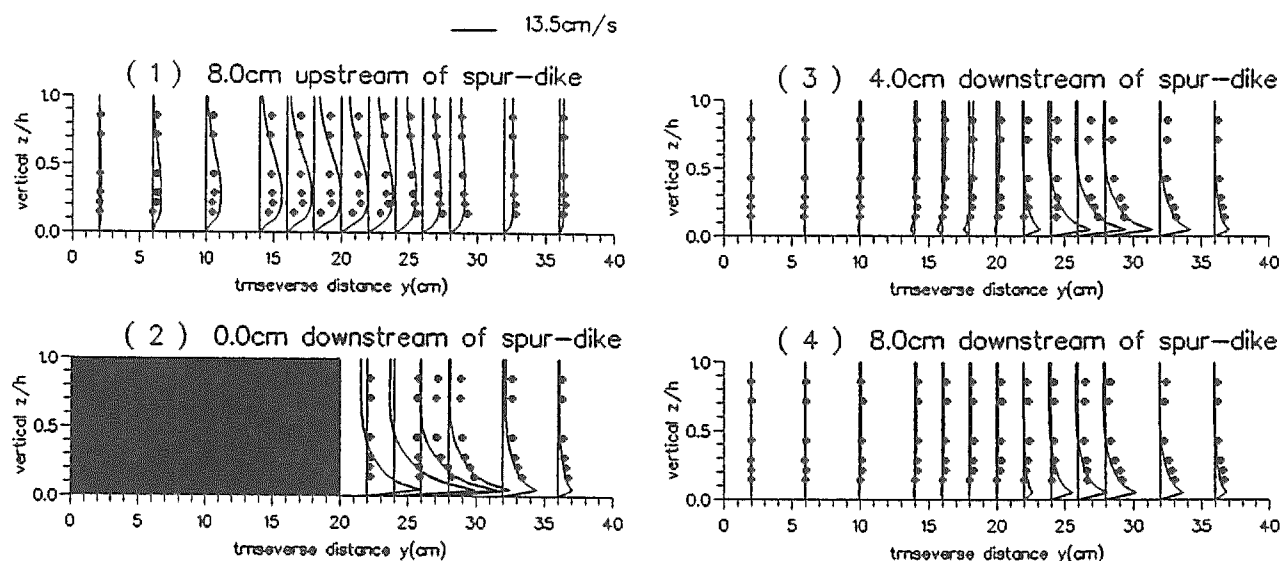 13.5cm/s
( 1 ) 8.0cm upstream of spur-dike
1.0
0.5
0.0
vertical z/h
0 5 10 15 20 25 30 35 40
trnseverse distance y(cm)
( 2 ) 0.0cm downstream of spur-dike
1.0
0.5
0.0
vertical z/h
0 5 10 15 20 25 30 35 40
trnseverse distance y(cm)
( 3 ) 4.0cm downstream of spur-dike
1.0
0.5
0.0
vertical z/h
0 5 10 15 20 25 30 35 40
trnseverse distance y(cm)
( 4 ) 8.0cm downstream of spur-dike
1.0
0.5
0.0
vertical z/h
0 5 10 15 20 25 30 35 40
trnseverse distance y(cm)